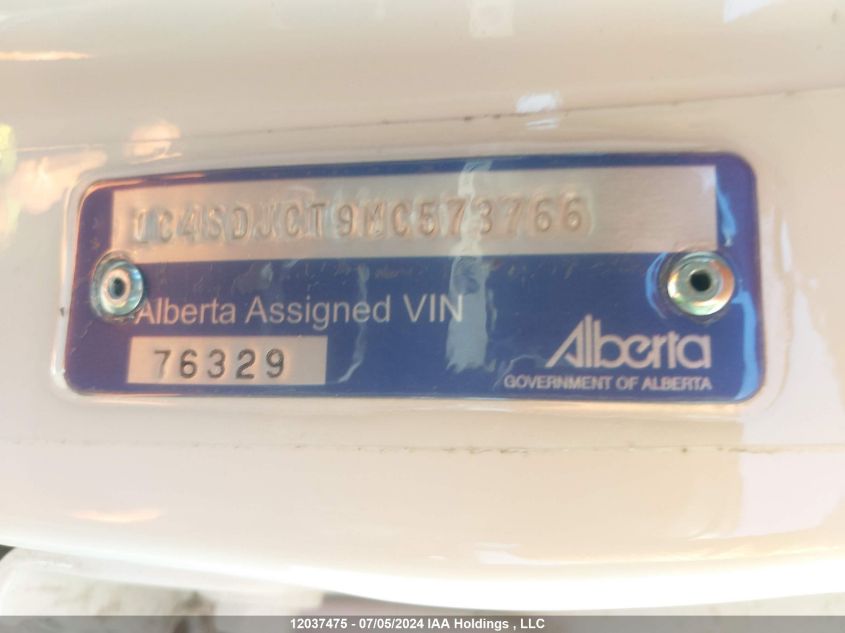 1C4SDJCT9MC573766
Alberta Assigned VIN
76329
Alberta
GOVERNMENT OF ALBERTA
12037475 - 07/05/2024 IAA Holdings , LLC